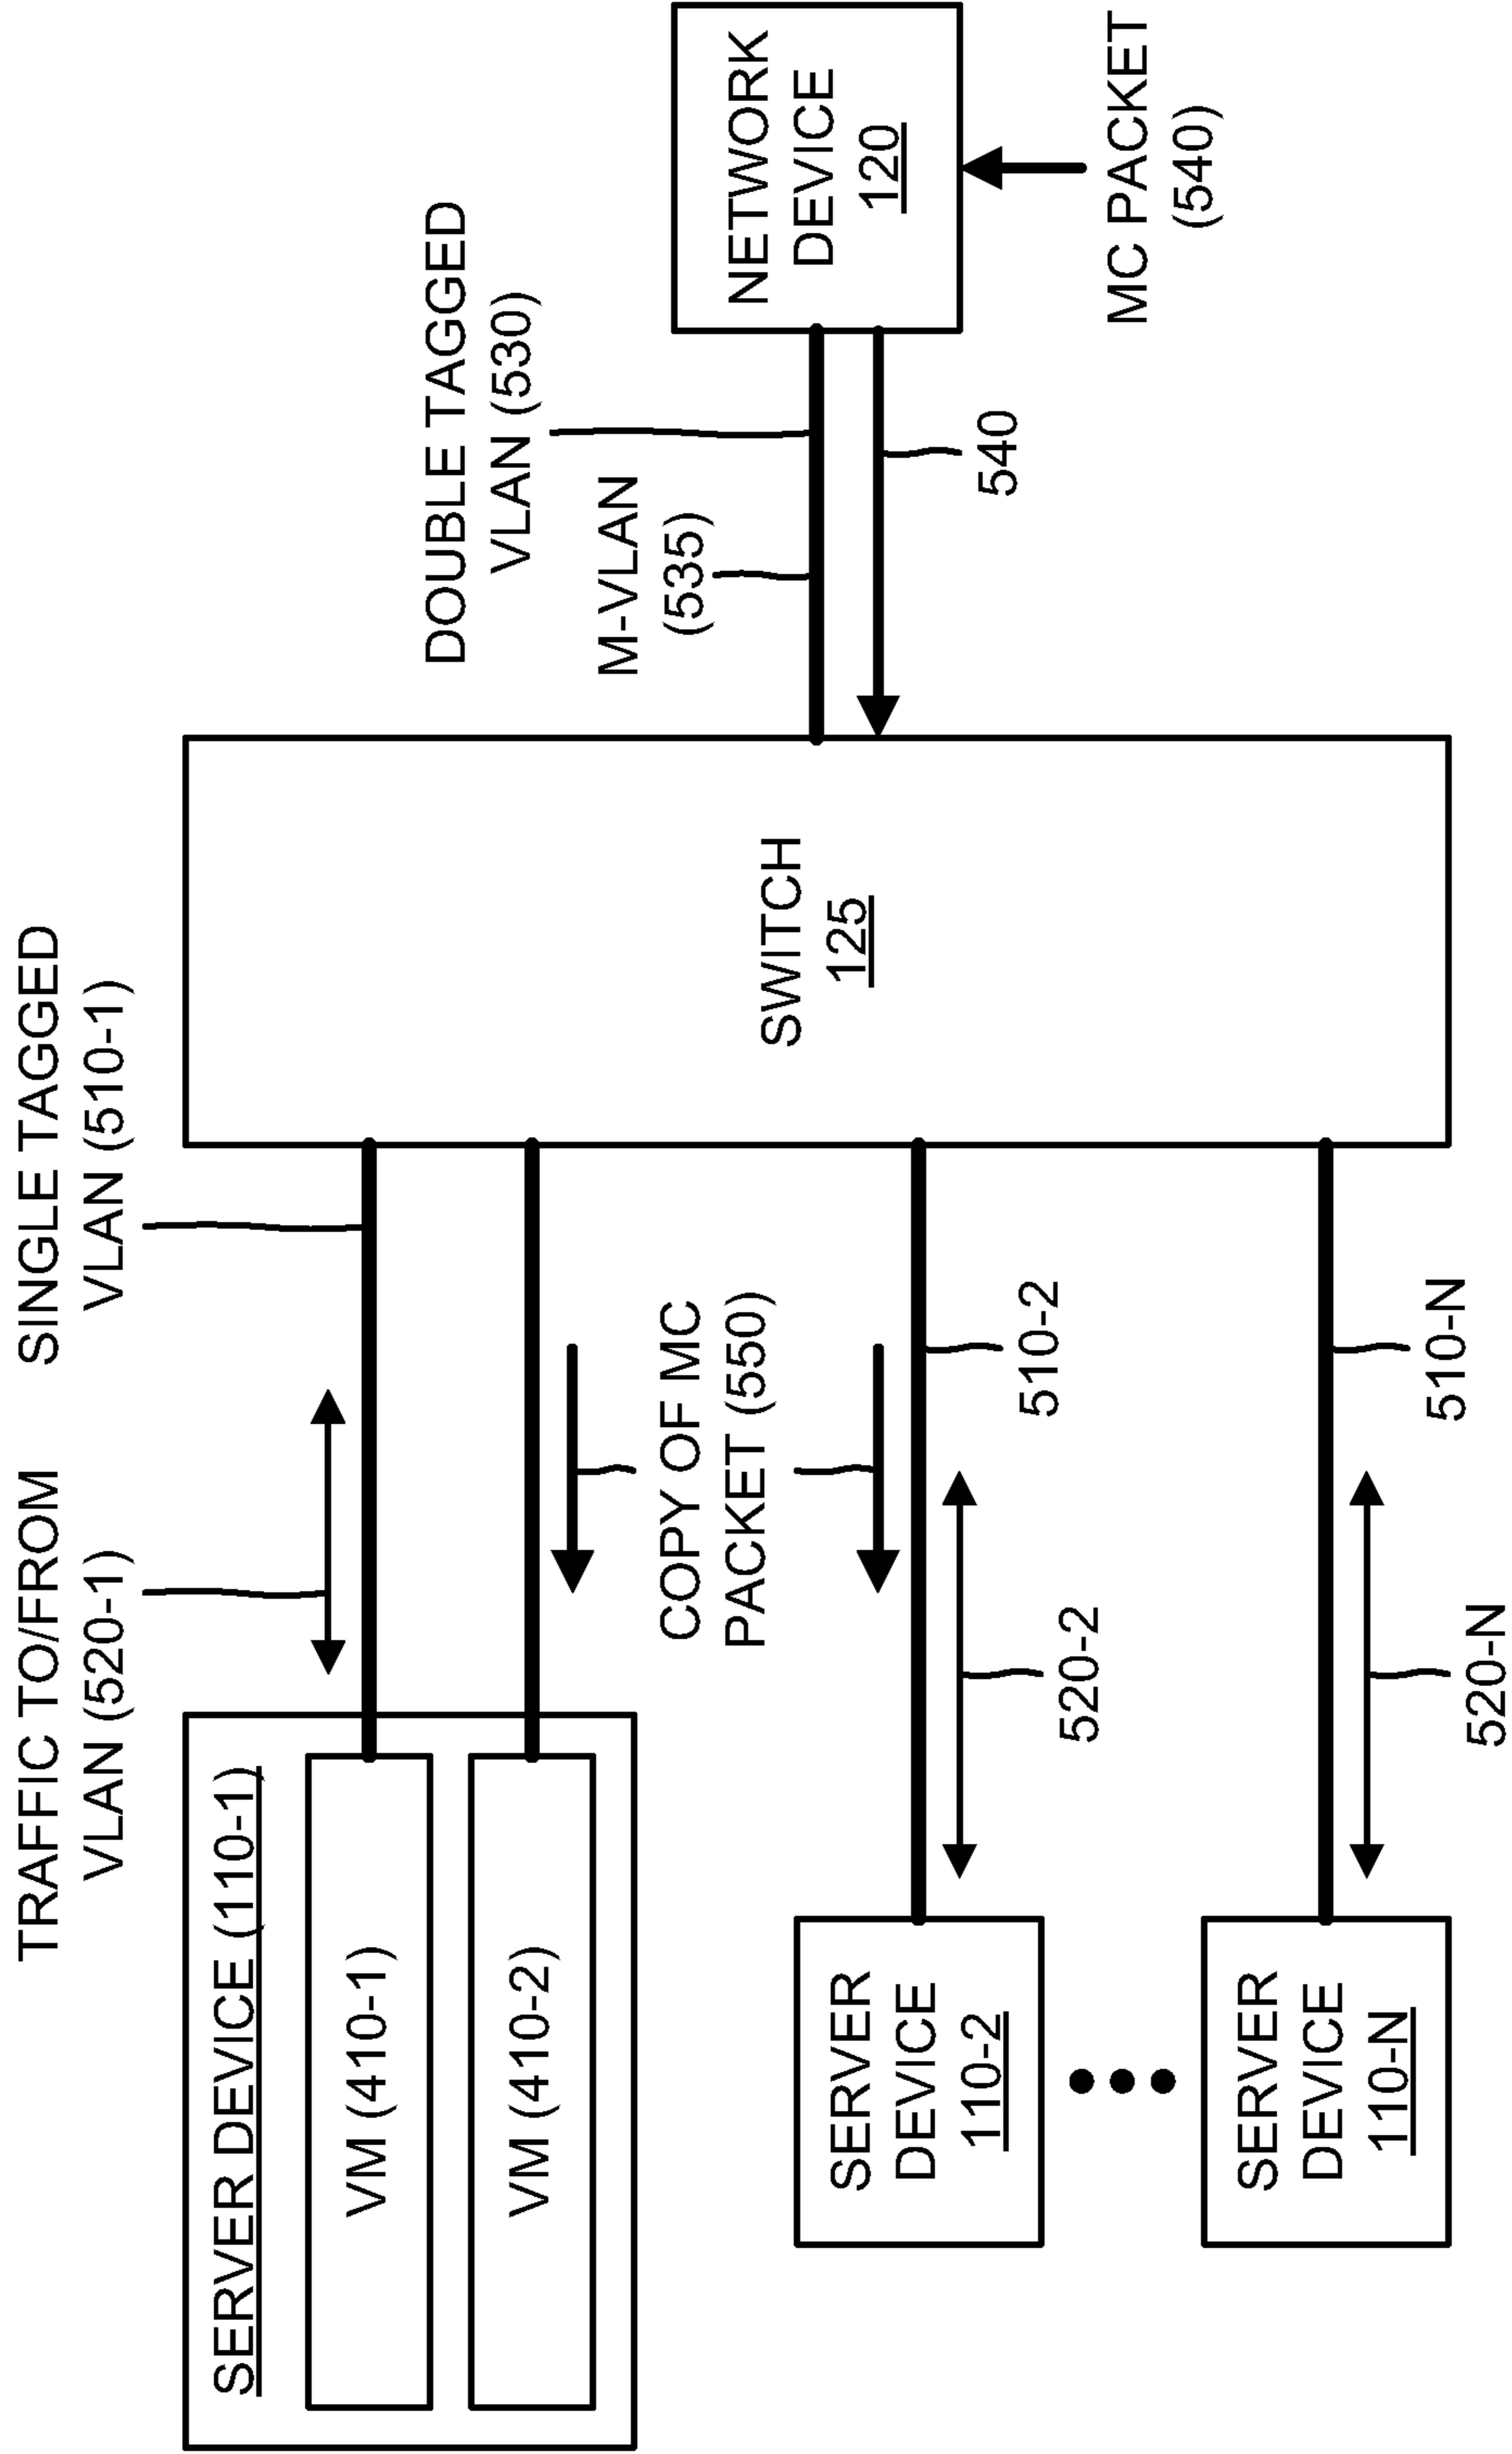 TRAFFIC TO/FROM
VLAN (520-1)
SINGLE TAGGED
VLAN (510-1)
SERVER DEVICE (110-1)
VM (410-1)
VM (410-2)
COPY OF MC
PACKET (550)
SWITCH
125
DOUBLE TAGGED
VLAN (530)
M-VLAN
(535)
NETWORK
DEVICE
120
540
MC PACKET
(540)
SERVER
DEVICE
110-2
520-2
510-2
SERVER
DEVICE
110-N
520-N
510-N